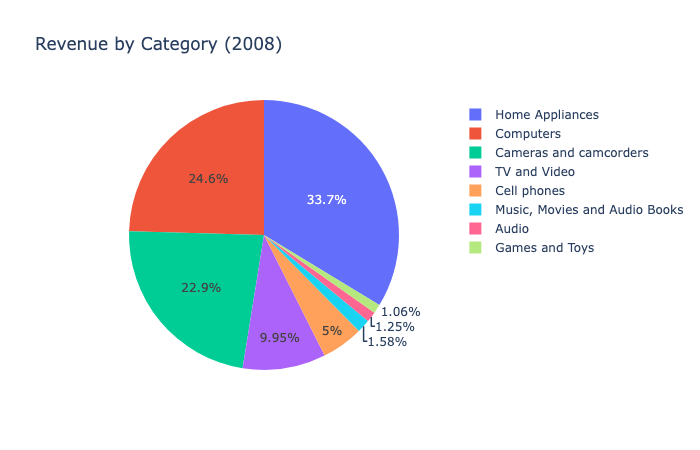 Revenue by Category (2008)
Home Appliances
Computers
Cameras and camcorders
TV and Video
Cell phones
Music, Movies and Audio Books
Audio
Games and Toys
24.6%
33.7%
22.9%
9.95%
5%
1.06%
1.25%
1.58%